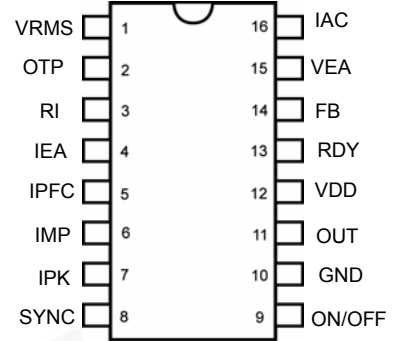 VRMS 1 16 IAC
OTP 2 15 VEA
RI 3 14 FB
IEA 4 13 RDY
IPFC 5 12 VDD
IMP 6 11 OUT
IPK 7 10 GND
SYNC 8 9 ON/OFF